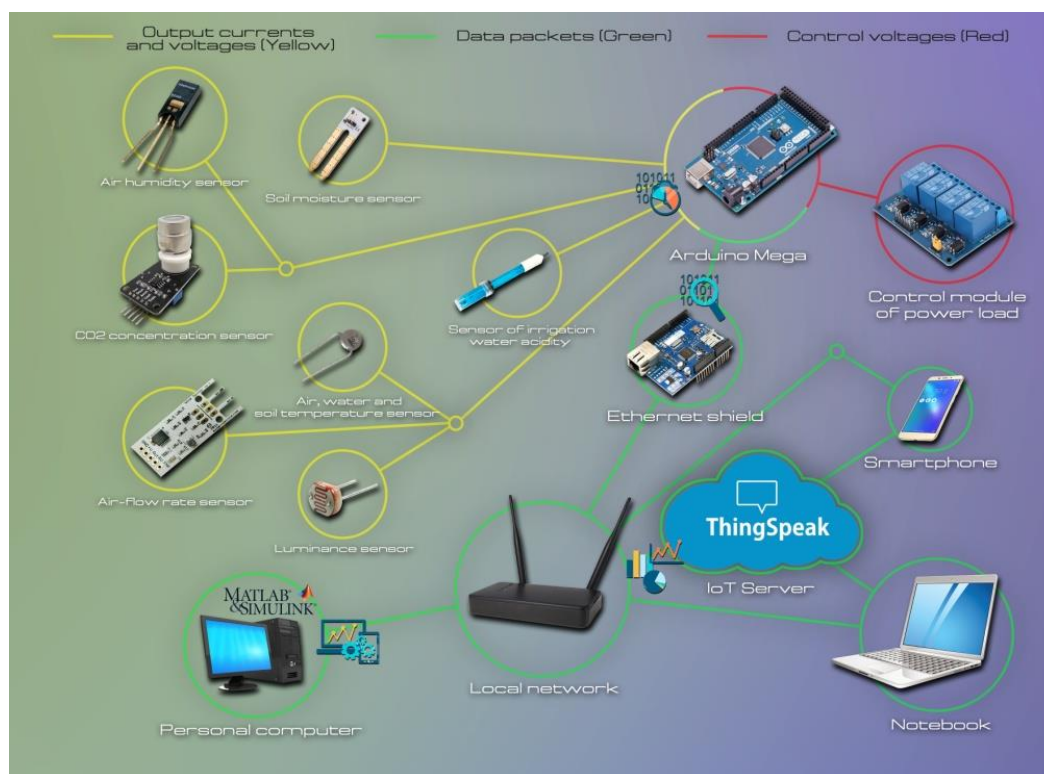 Output currents
and voltages (Yellow)
Data packets (Green)
Control voltages (Red)
Air humidity sensor
Soil moisture sensor
101011
Arduino Mega
Control module
of power load
CO2 concentration sensor
Sensor of irrigation
water acidity
101011
01101
Air, water and
soil temperature sensor
Ethernet shield
Smartphone
Air-flow rate sensor
Luminance sensor
ThingSpeak
IoT Server
MATLAB®
&SIMULINK®
Local network
Personal computer
Notebook